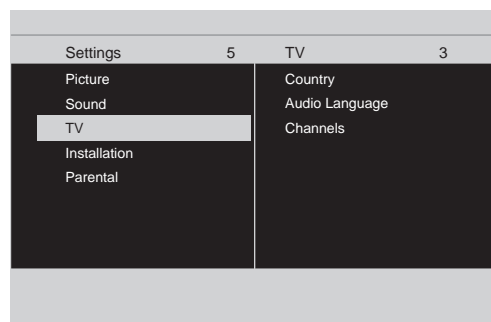 Settings 5
Picture
Sound
TV
Installation
Parental
TV 3
Country
Audio Language
Channels